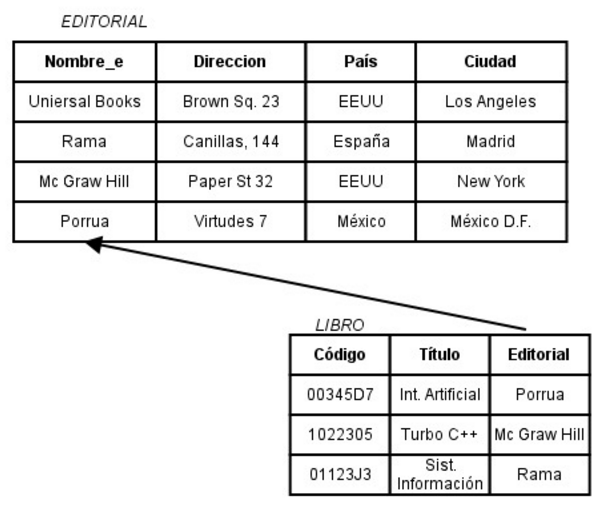 EDITORIAL
Nombre_e Direccion País Ciudad
Uniersal Books Brown Sq. 23 EEUU Los Angeles
Rama Canillas, 144 España Madrid
Mc Graw Hill Paper St 32 EEUU New York
Porrua Virtudes 7 México México D.F.
LIBRO
Código Título Editorial
00345D7 Int. Artificial Porrua
1022305 Turbo C++ Mc Graw Hill
01123J3 Sist. Información Rama